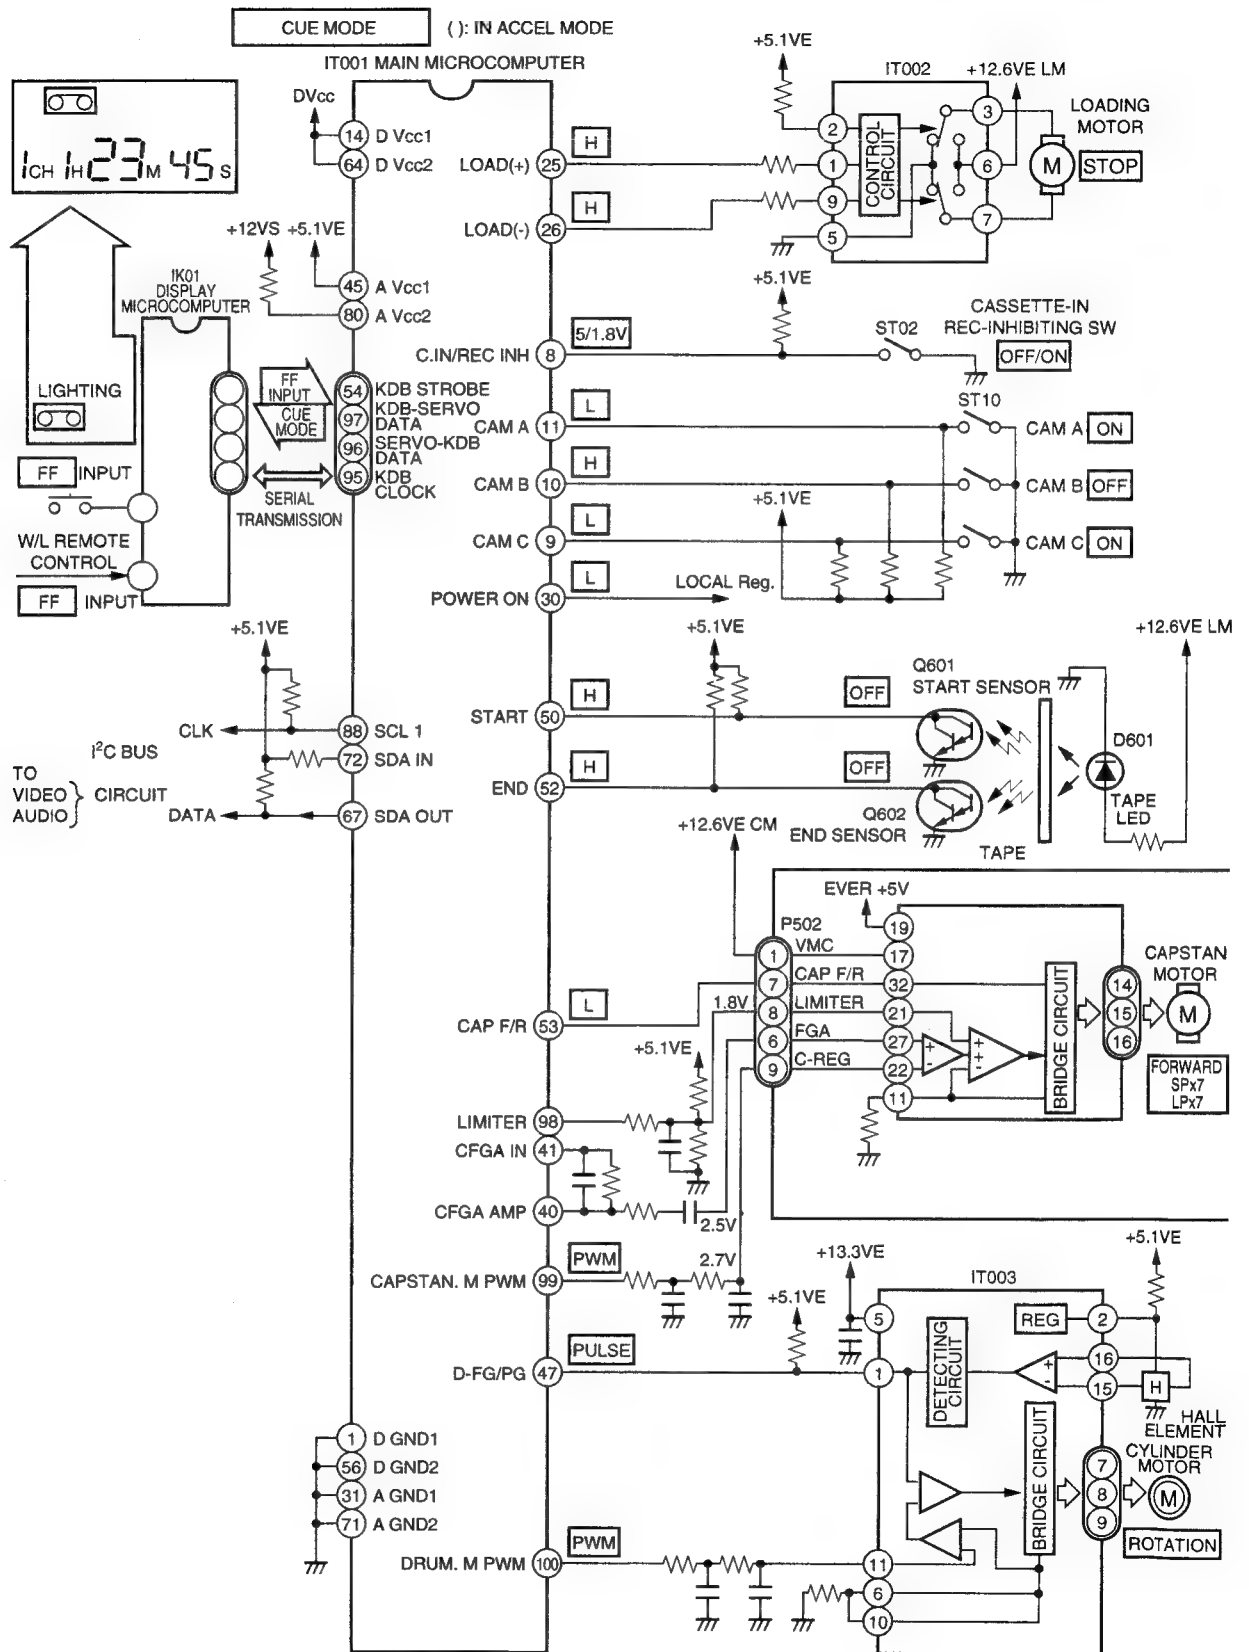 CUE MODE
( ): IN ACCEL MODE
IT001 MAIN MICROCOMPUTER
1CH 1H 23M 45S
LIGHTING
IK01
DISPLAY
MICROCOMPUTER
FF INPUT
W/L REMOTE
CONTROL
FF INPUT
FF
INPUT
CUE
MODE
SERIAL
TRANSMISSION
DVcc
14 D Vcc1
64 D Vcc2
+12VS +5.1VE
45 A Vcc1
80 A Vcc2
54 KDB STROBE
97 KDB-SERVO
DATA
96 SERVO-KDB
DATA
95 KDB
CLOCK
+5.1VE
CLK
88 SCL 1
I²C BUS
72 SDA IN
TO
VIDEO
AUDIO
CIRCUIT
DATA
67 SDA OUT
1 D GND1
56 D GND2
31 A GND1
71 A GND2
LOAD(+) 25 H
LOAD(-) 26 H
+5.1VE
IT002
+12.6VE LM
2
1
9
5
CONTROL
CIRCUIT
3
6
7
LOADING
MOTOR
M
STOP
C.IN/REC INH 8 5/1.8V
+5.1VE
ST02
CASSETTE-IN
REC-INHIBITING SW
OFF/ON
CAM A 11 L
ST10
CAM A ON
CAM B 10 H
+5.1VE
CAM B OFF
CAM C 9 L
CAM C ON
POWER ON 30 L
LOCAL Reg.
+5.1VE
+12.6VE LM
START 50 H
OFF
Q601
START SENSOR
END 52 H
OFF
Q602
END SENSOR
TAPE
D601
TAPE
LED
+12.6VE CM
EVER +5V
P502
19
1 VMC 17
7 CAP F/R 32
8 LIMITER 21
6 FGA 27
9 C-REG 22
11
+
-
+
+
-
BRIDGE CIRCUIT
14
15
16
CAPSTAN
MOTOR
M
FORWARD
SPx7
LPx7
CAP F/R 53 L
1.8V
+5.1VE
LIMITER 98
CFGA IN 41
CFGA AMP 40
2.5V
CAPSTAN. M PWM 99 PWM
2.7V
+13.3VE
+5.1VE
D-FG/PG 47 PULSE
+5.1VE
IT003
5
1
DETECTING
CIRCUIT
REG 2
+
-
16
15
H
HALL
ELEMENT
BRIDGE CIRCUIT
7
8
9
CYLINDER
MOTOR
M
ROTATION
DRUM. M PWM 100 PWM
11
6
10